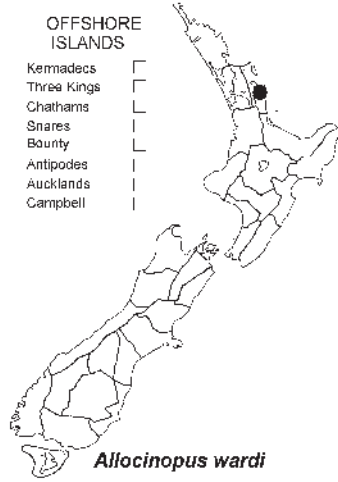 OFFSHORE
ISLANDS
Kermadecs
Three Kings
Chathams
Snares
Bounty
Antipodes
Aucklands
Campbell
Allocinopus wardi